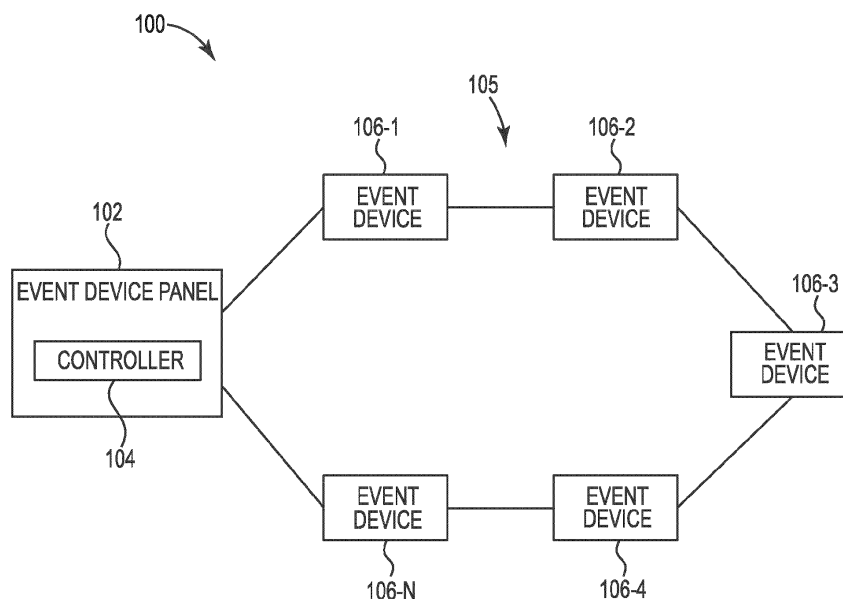 100
105
106-1
106-2
EVENT
DEVICE
EVENT
DEVICE
102
EVENT DEVICE PANEL
CONTROLLER
104
106-3
EVENT
DEVICE
EVENT
DEVICE
EVENT
DEVICE
106-N
106-4